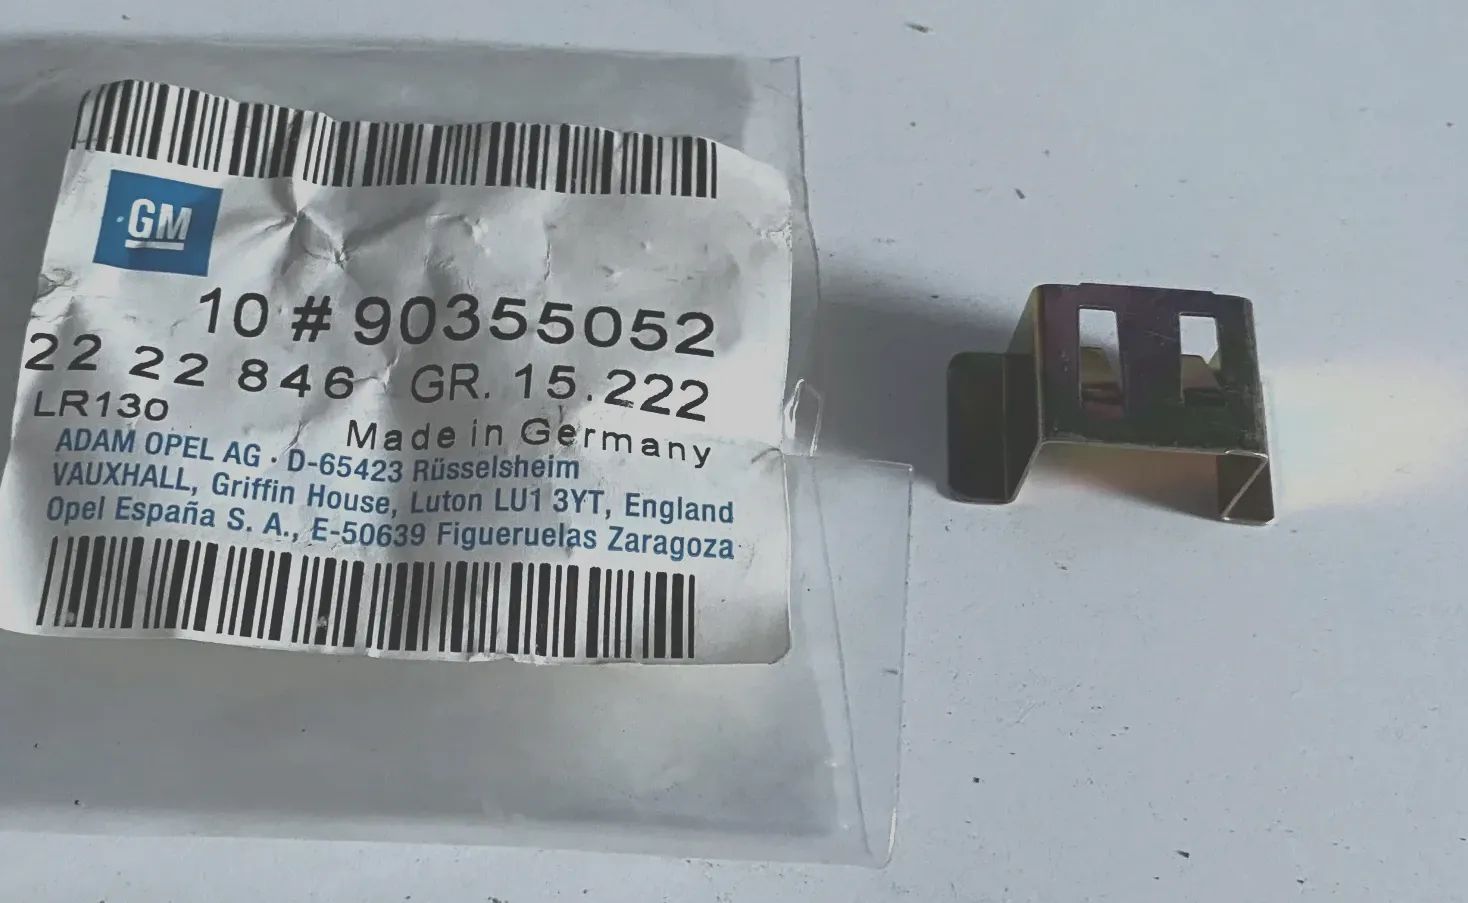 GM
10 # 90355052
22 22 846 GR. 15.222
LR130
Made in Germany
ADAM OPEL AG · D-65423 Rüsselsheim
VAUXHALL, Griffin House, Luton LU1 3YT, England
Opel España S. A., E-50639 Figueruelas Zaragoza